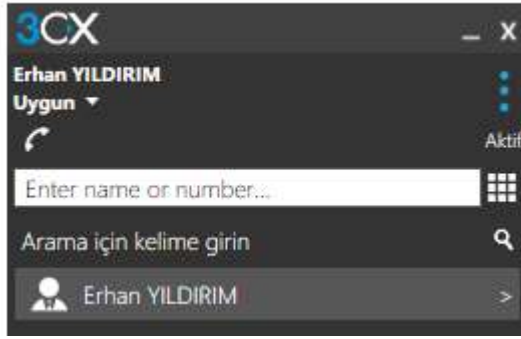 3CX
Erhan YILDIRIM
Uygun
Aktif
Enter name or number...
Arama için kelime girin
Erhan YILDIRIM